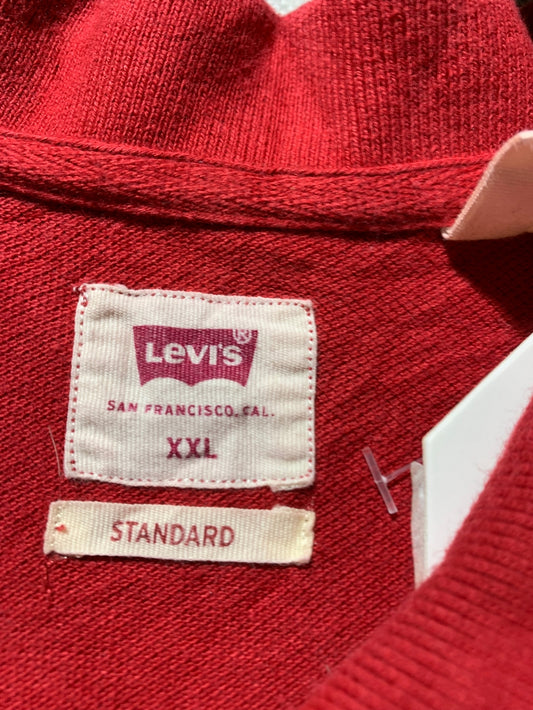 LEVI'S®
SAN FRANCISCO, CAL.
XXL
STANDARD